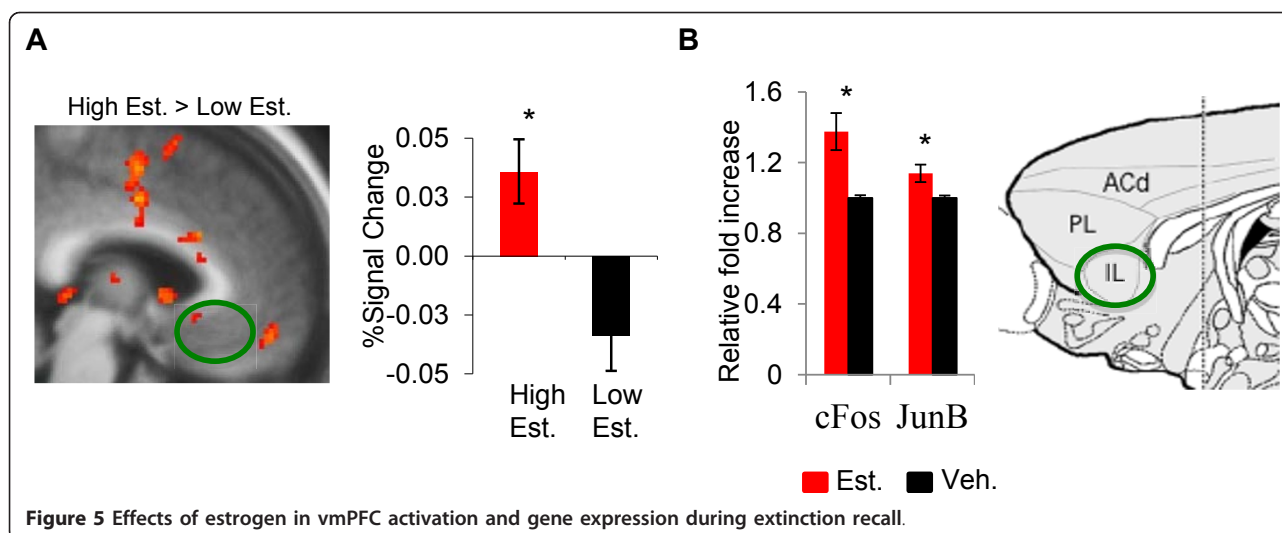 A
High Est. > Low Est.
%Signal Change
0.05
0.03
0.00
-0.03
-0.05
*
High
Est.
Low
Est.
B
Relative fold increase
1.6
1.2
0.8
0.4
0
*
*
cFos JunB
Est. Veh.
ACd
PL
IL
Figure 5 Effects of estrogen in vmPFC activation and gene expression during extinction recall.